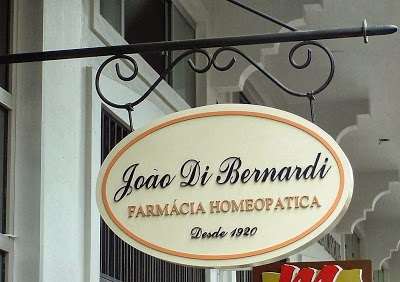 João Di Bernardi
FARMÁCIA HOMEOPATICA
Desde 1920